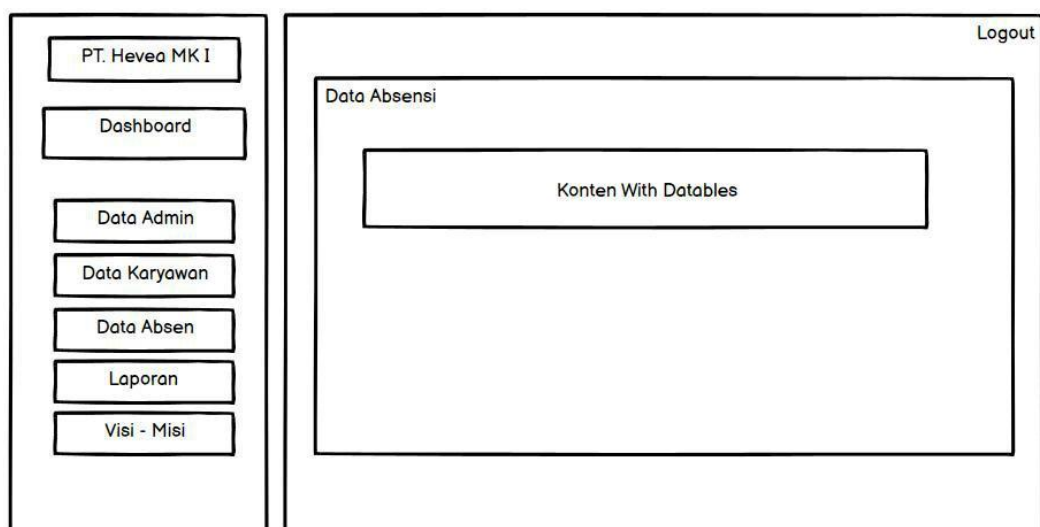 PT. Hevea MK I
Dashboard
Data Admin
Data Karyawan
Data Absen
Laporan
Visi - Misi
Logout
Data Absensi
Konten With Datables